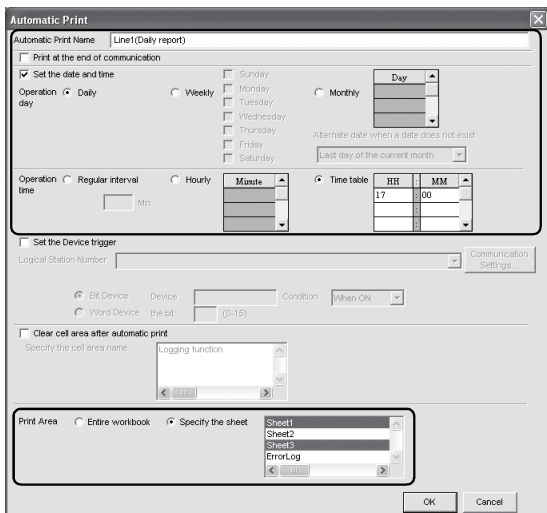 Automatic Print
Automatic Print Name Line1(Daily report)
Print at the end of communication
Set the date and time
Operation day
Daily
Weekly
Sunday
Monday
Tuesday
Wednesday
Thursday
Friday
Saturday
Monthly
Day
Alternate date when a date does not exist
Last day of the current month
Operation time
Regular interval
Min
Hourly
Minute
Time table
HH : MM
17 : 00
:
:
Set the Device trigger
Logical Station Number
Communication Settings...
Bit Device Device: Condition When ON
Word Device the bit (0-15)
Clear cell area after automatic print
Specify the cell area name
Logging function
Print Area Entire workbook Specify the sheet
Sheet1
Sheet2
Sheet3
ErrorLog
OK Cancel